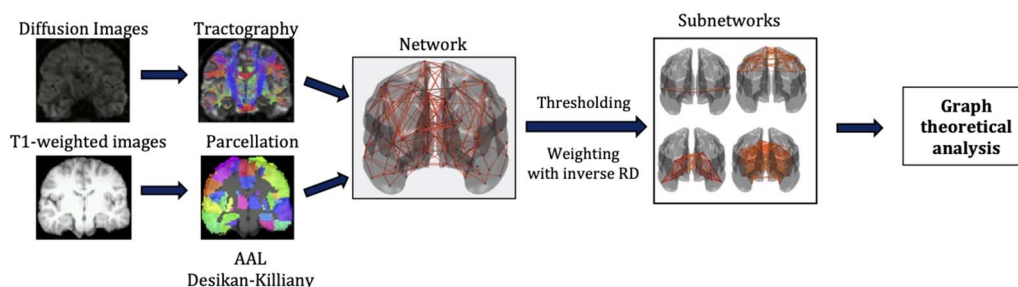 Diffusion Images
Tractography
T1-weighted images
Parcellation
AAL
Desikan-Killiany
Network
Thresholding
Weighting
with inverse RD
Subnetworks
Graph
theoretical
analysis